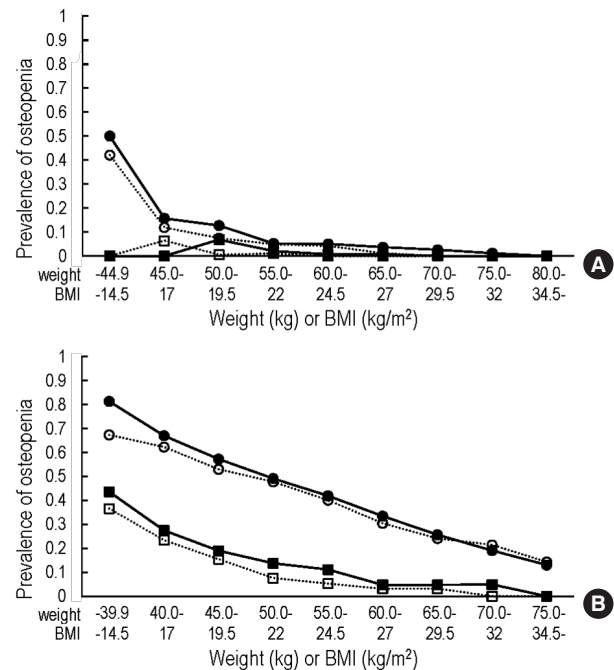 Prevalence of osteopenia
1
0.9
0.8
0.7
0.6
0.5
0.4
0.3
0.2
0.1
0
weight -44.9 45.0- 50.0- 55.0- 60.0- 65.0- 70.0- 75.0- 80.0-
BMI -14.5 17 19.5 22 24.5 27 29.5 32 34.5-
Weight (kg) or BMI (kg/m²)
A
Prevalence of osteopenia
1
0.9
0.8
0.7
0.6
0.5
0.4
0.3
0.2
0.1
0
weight -39.9 40.0- 45.0- 50.0- 55.0- 60.0- 65.0- 70.0- 75.0-
BMI -14.5 17 19.5 22 24.5 27 29.5 32 34.5-
Weight (kg) or BMI (kg/m²)
B